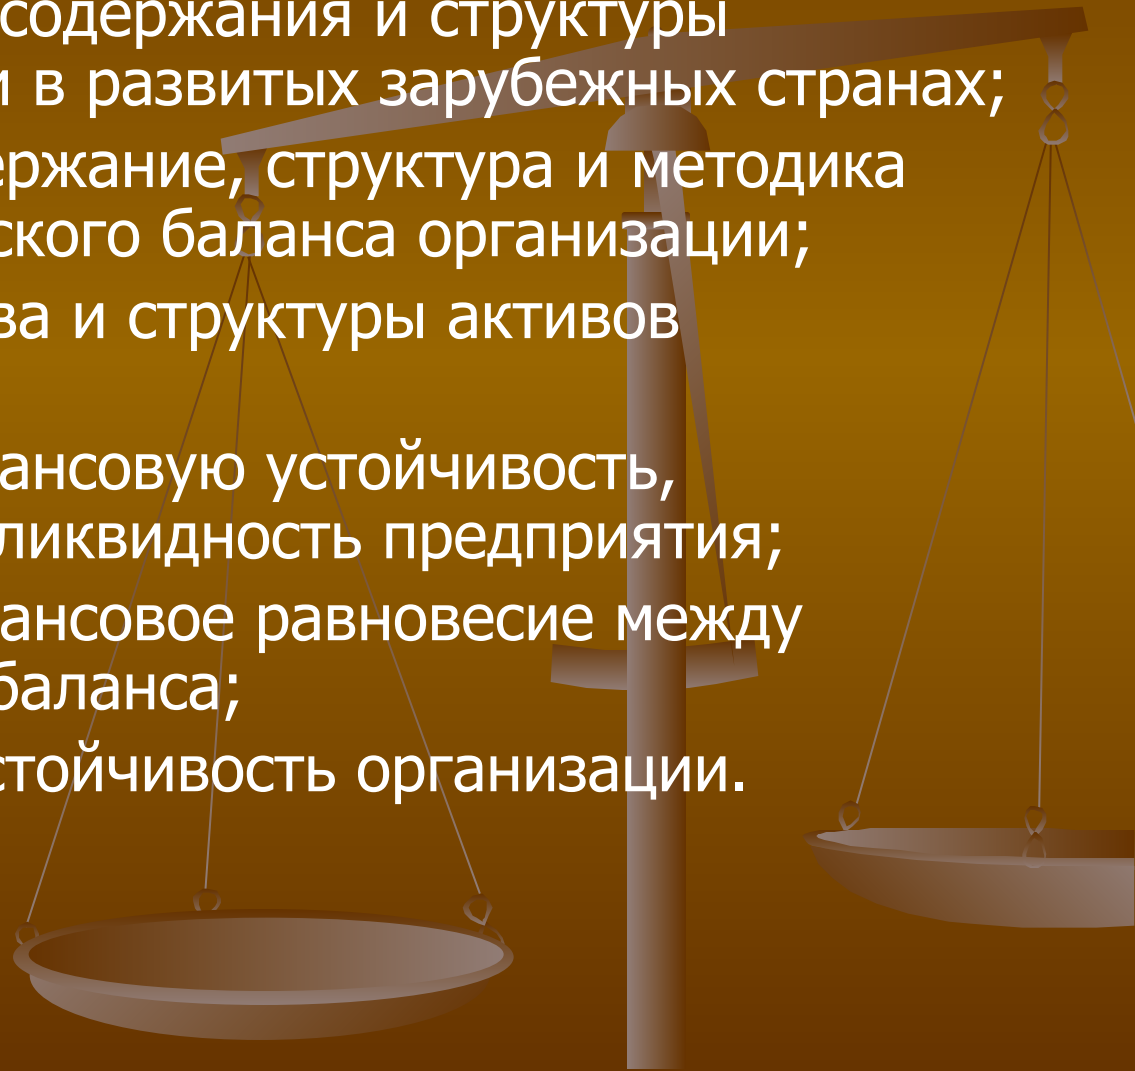 содержания и структуры
и в развитых зарубежных странах;
ержание, структура и методика
ского баланса организации;
ва и структуры активов
ансовую устойчивость,
ликвидность предприятия;
ансовое равновесие между
баланса;
стойчивость организации.